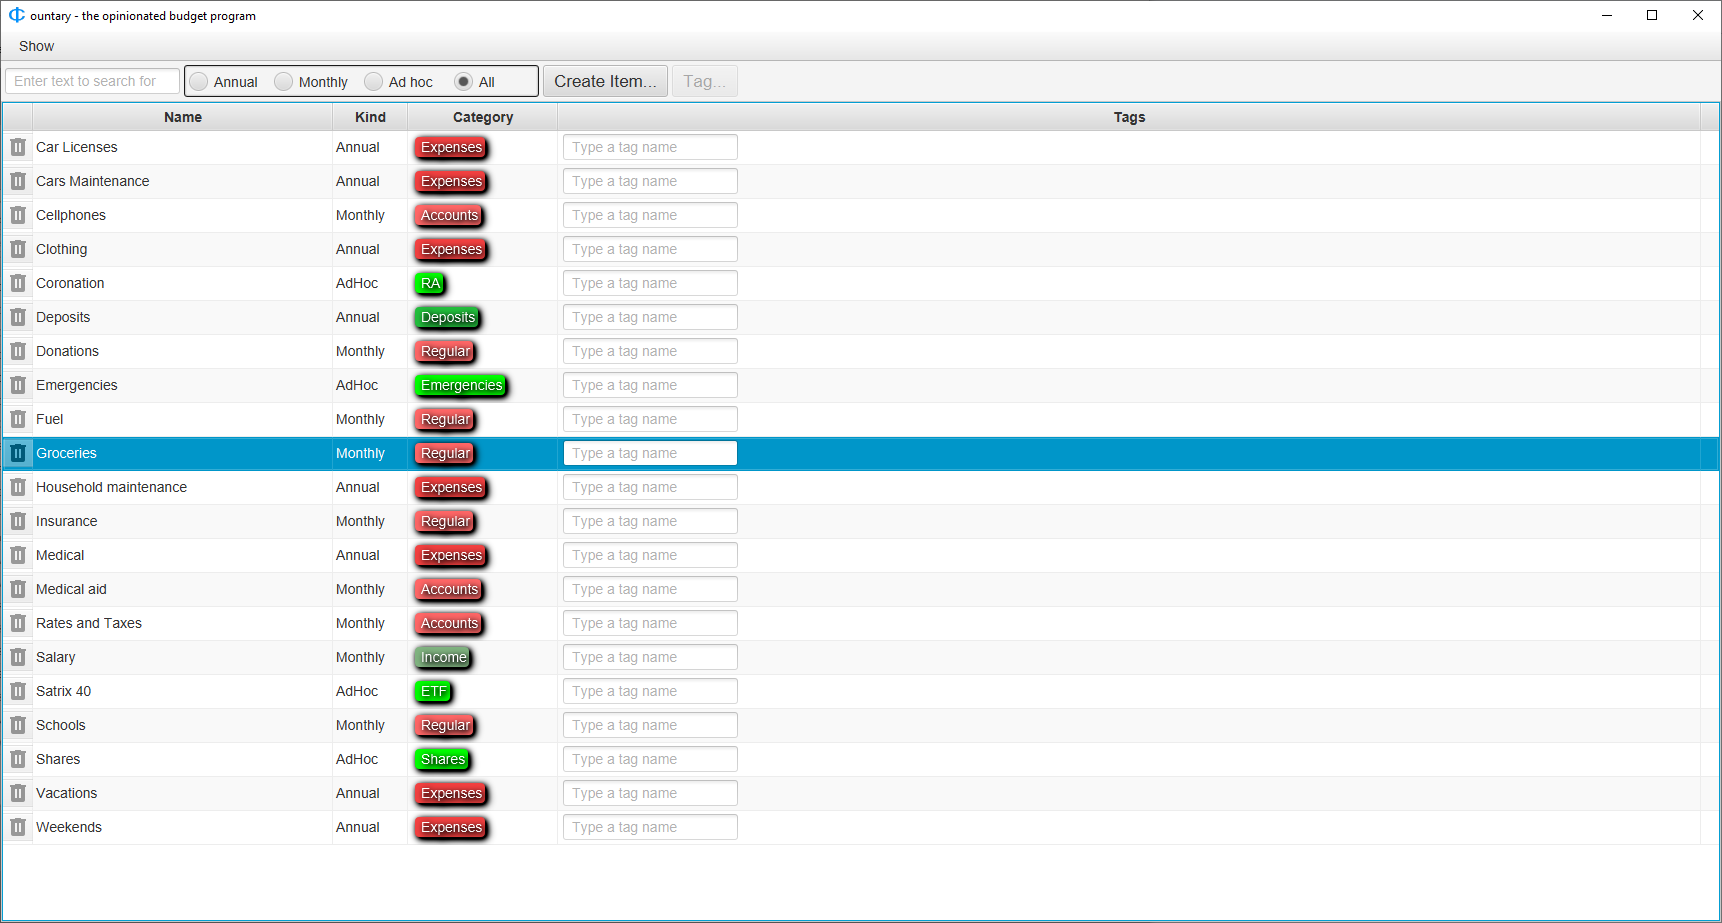 ountary - the opinionated budget program
Show
Enter text to search for Annual Monthly Ad hoc All Create Item... Tag...
Name Kind Category Tags
Car Licenses Annual Expenses Type a tag name
Cars Maintenance Annual Expenses Type a tag name
Cellphones Monthly Accounts Type a tag name
Clothing Annual Expenses Type a tag name
Coronation AdHoc RA Type a tag name
Deposits Annual Deposits Type a tag name
Donations Monthly Regular Type a tag name
Emergencies AdHoc Emergencies Type a tag name
Fuel Monthly Regular Type a tag name
Groceries Monthly Regular Type a tag name
Household maintenance Annual Expenses Type a tag name
Insurance Monthly Regular Type a tag name
Medical Annual Expenses Type a tag name
Medical aid Monthly Accounts Type a tag name
Rates and Taxes Monthly Accounts Type a tag name
Salary Monthly Income Type a tag name
Satrix 40 AdHoc ETF Type a tag name
Schools Monthly Regular Type a tag name
Shares AdHoc Shares Type a tag name
Vacations Annual Expenses Type a tag name
Weekends Annual Expenses Type a tag name